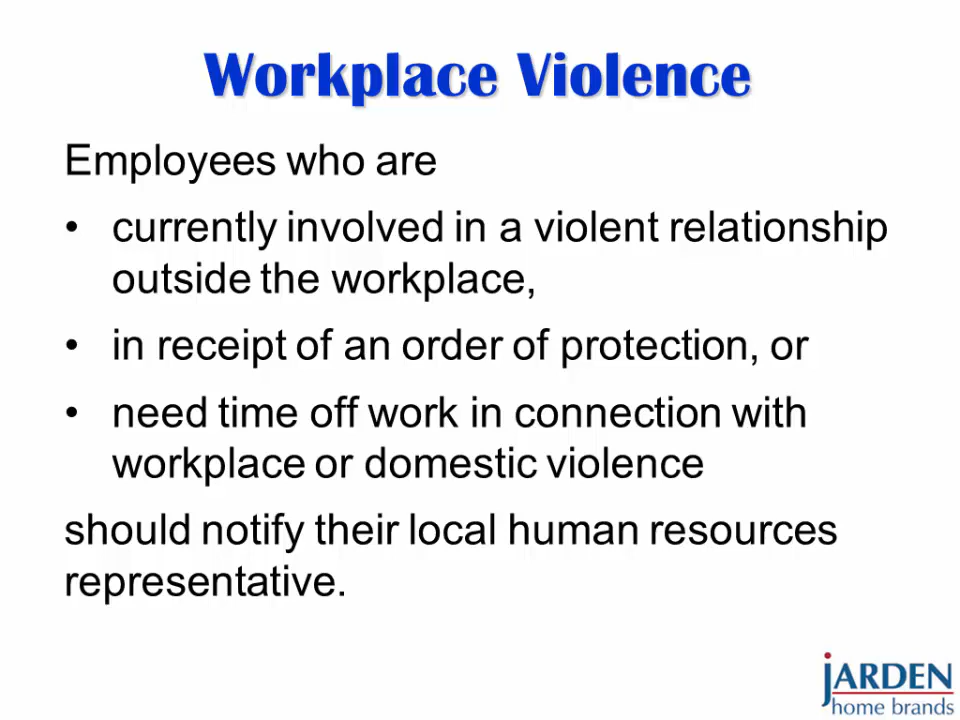 Workplace Violence
Employees who are
• currently involved in a violent relationship
outside the workplace,
• in receipt of an order of protection, or
• need time off work in connection with
workplace or domestic violence
should notify their local human resources
representative.
jARDEN
home brands